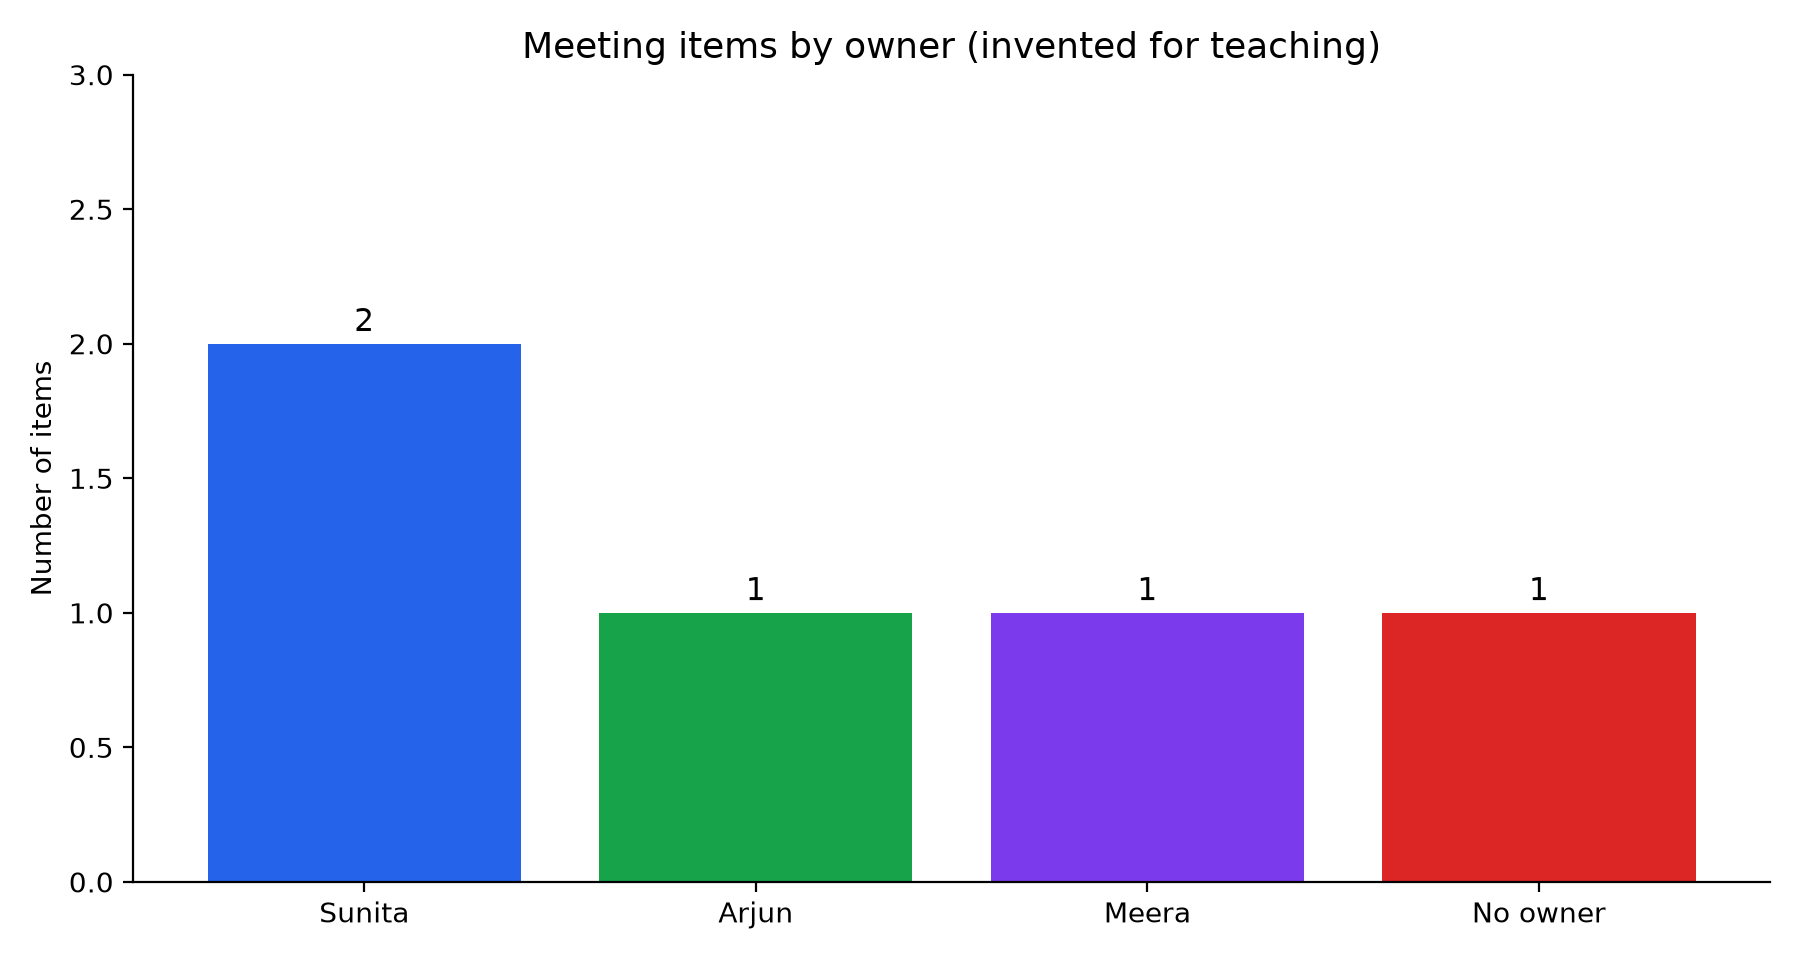 Meeting items by owner (invented for teaching)
3.0
2.5
2.0
1.5
1.0
0.5
0.0
Number of items
2
1
1
1
Sunita
Arjun
Meera
No owner